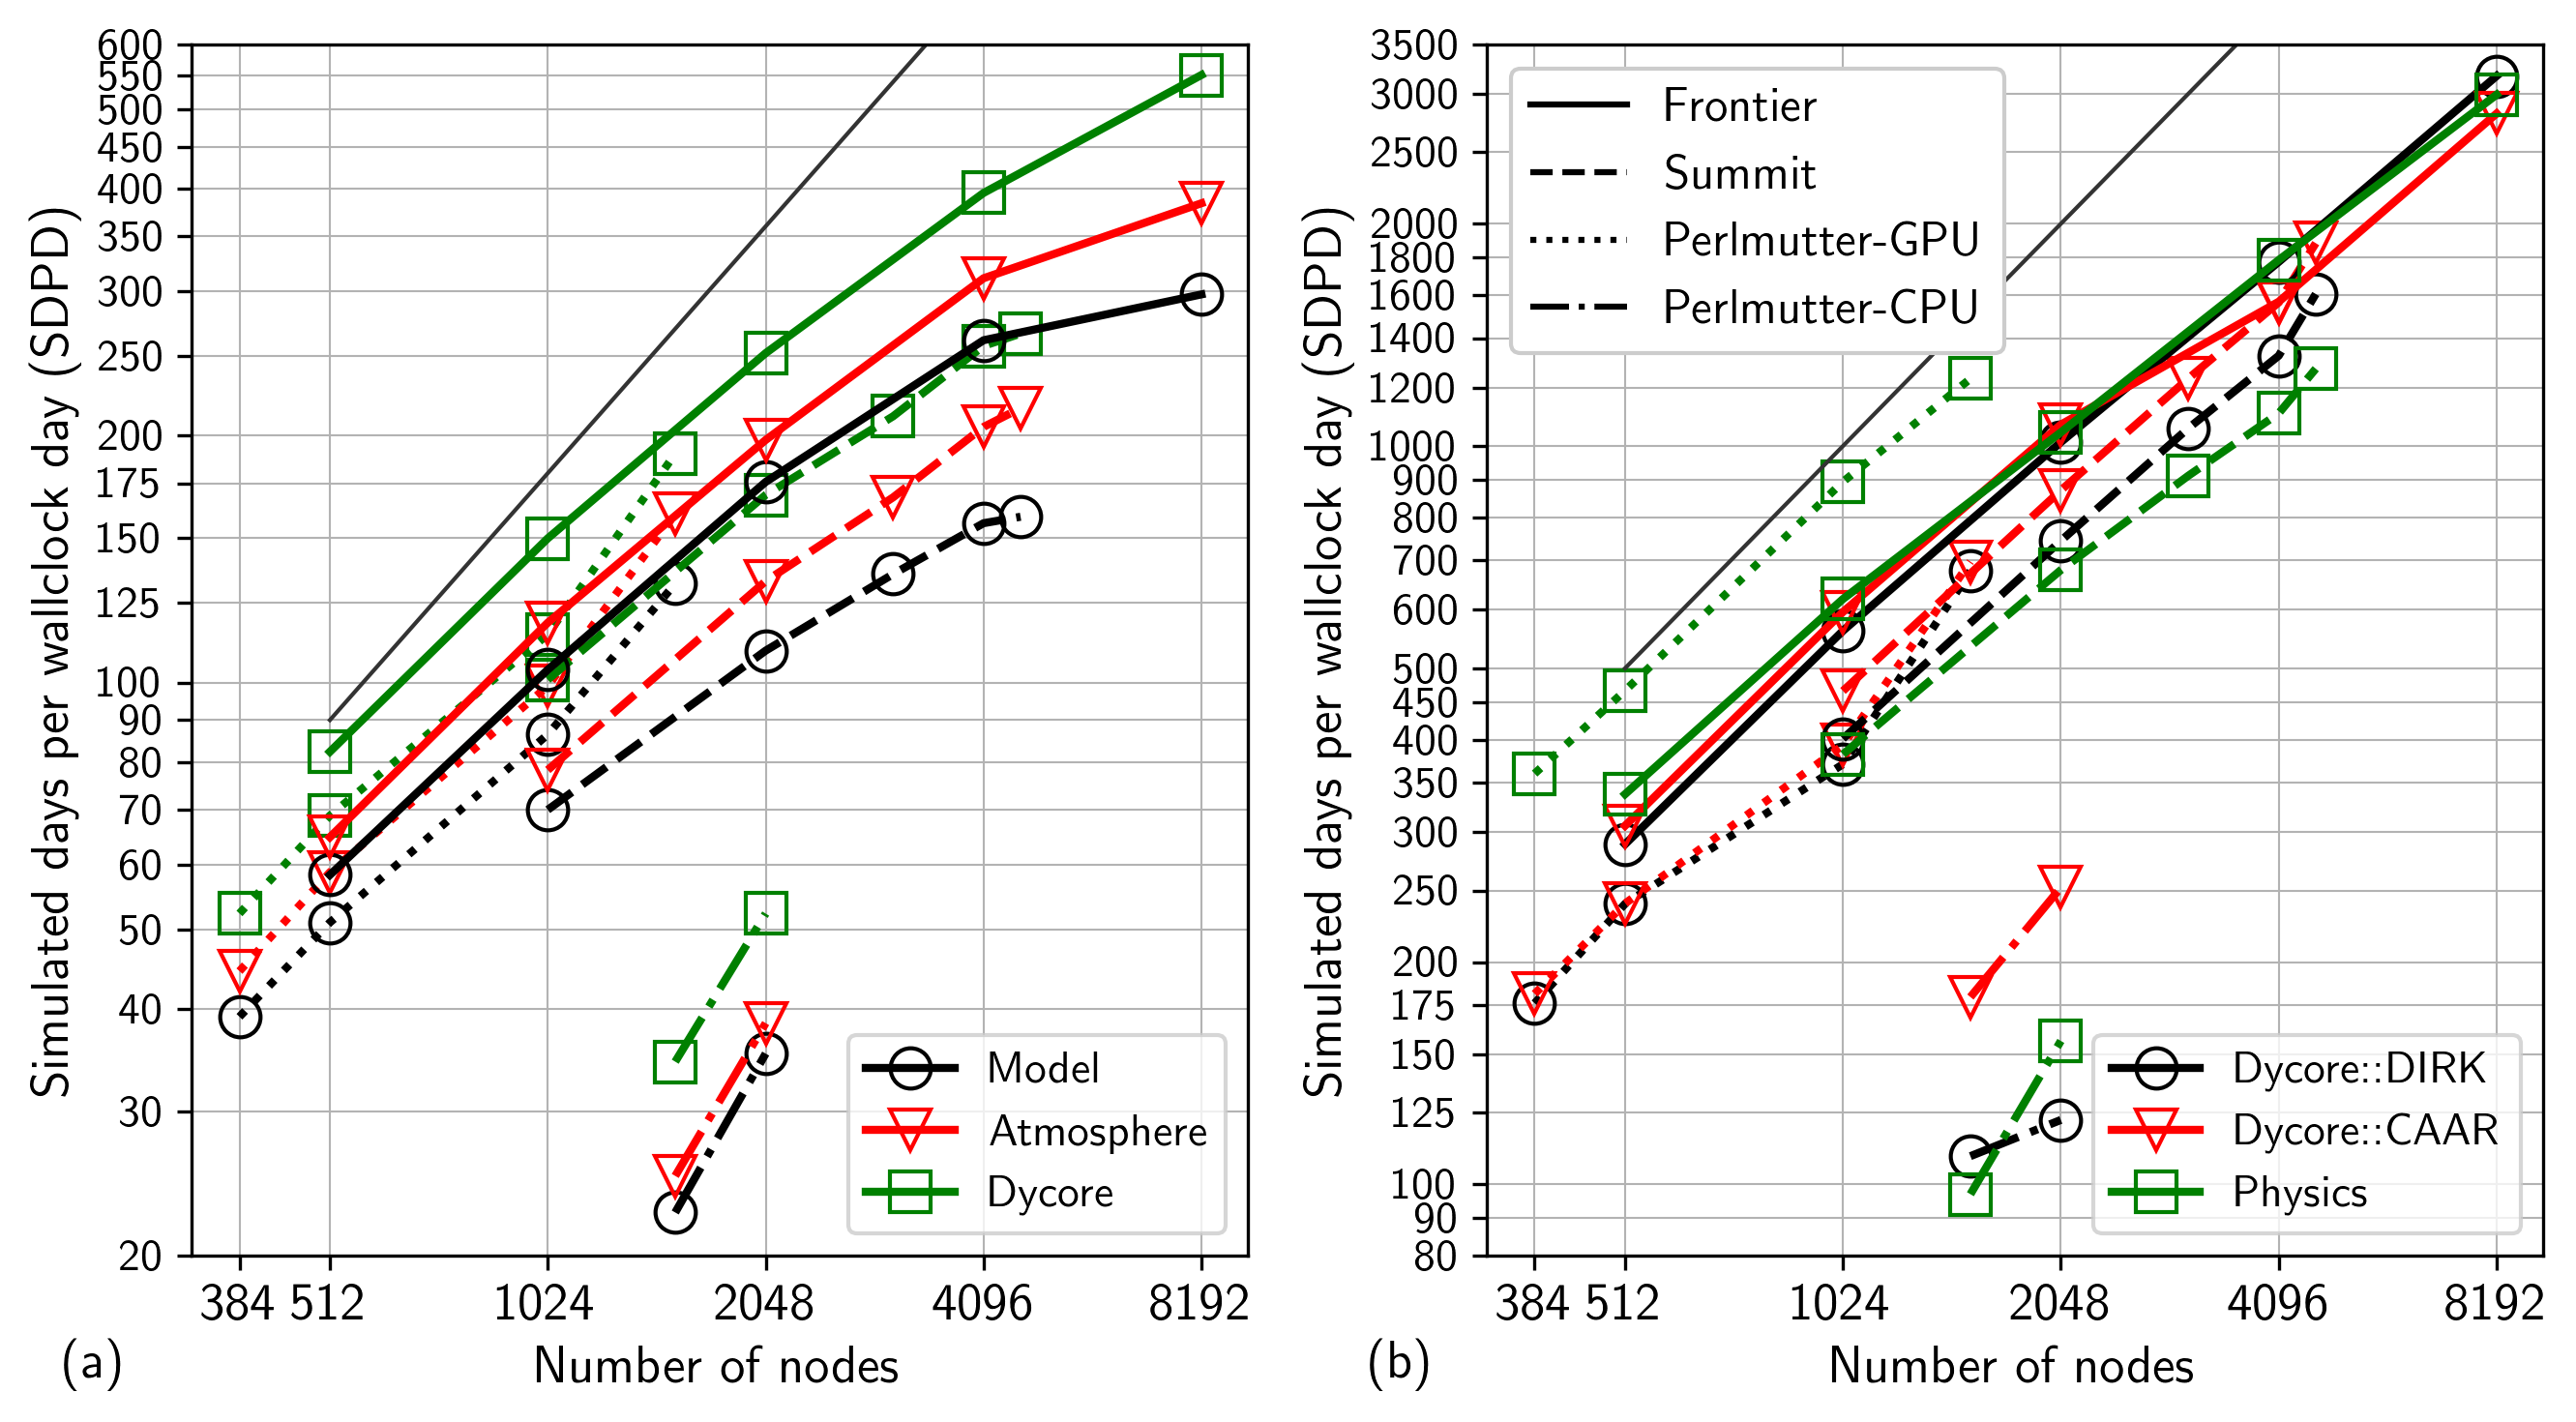 Simulated days per wallclock day (SDPD)
600
550
500
450
400
350
300
250
200
175
150
125
100
90
80
70
60
50
40
30
20
Model
Atmosphere
Dycore
384 512 1024 2048 4096 8192
Number of nodes
(a)
Simulated days per wallclock day (SDPD)
3500
3000
2500
2000
1800
1600
1400
1200
1000
900
800
700
600
500
450
400
350
300
250
200
175
150
125
100
90
80
Frontier
Summit
Perlmutter-GPU
Perlmutter-CPU
Dycore::DIRK
Dycore::CAAR
Physics
384 512 1024 2048 4096 8192
Number of nodes
(b)